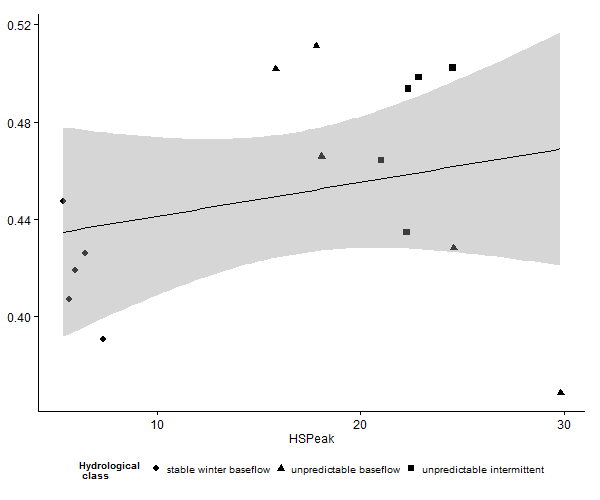 0.52
0.48
0.44
0.40
10 20 30
HSPeak
Hydrological
class
stable winter baseflow unpredictable baseflow unpredictable intermittent